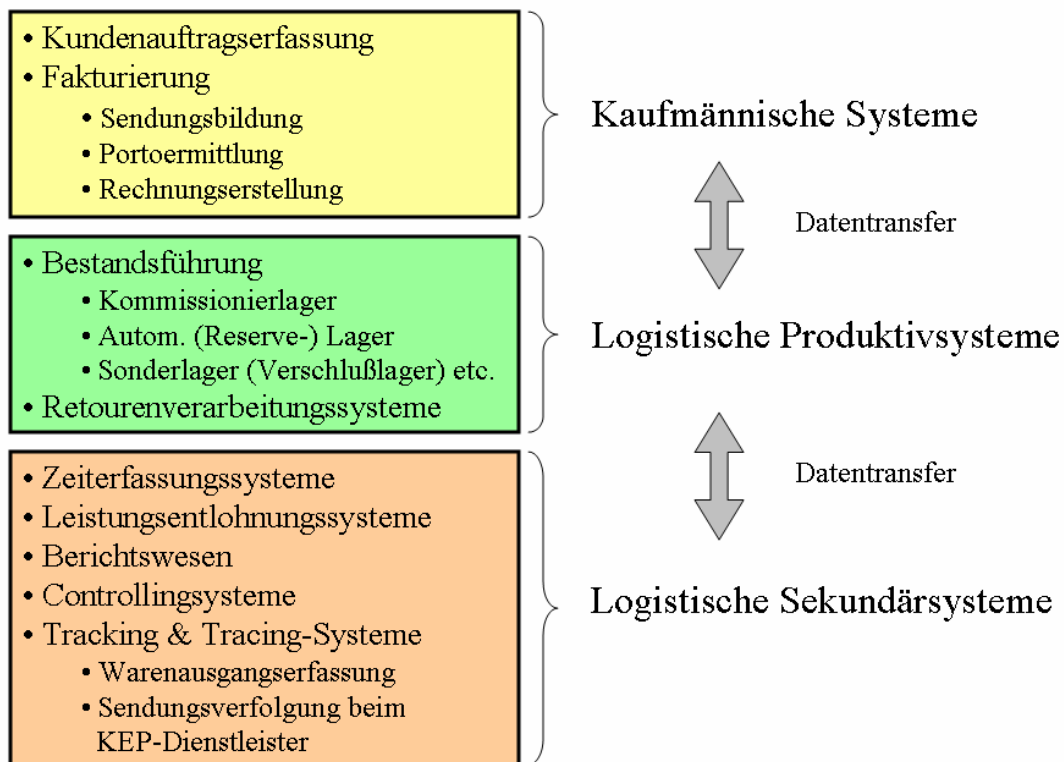 • Kundenauftragserfassung
• Fakturierung
• Sendungsbildung
• Portoermittlung
• Rechnungserstellung
Kaufmännische Systeme
Datentransfer
• Bestandsführung
• Kommissionierlager
• Autom. (Reserve-) Lager
• Sonderlager (Verschlußlager) etc.
• Retourenverarbeitungssysteme
Logistische Produktivsysteme
Datentransfer
• Zeiterfassungssysteme
• Leistungsentlohnungssysteme
• Berichtswesen
• Controllingsysteme
• Tracking & Tracing-Systeme
• Warenausgangserfassung
• Sendungsverfolgung beim
KEP-Dienstleister
Logistische Sekundärsysteme